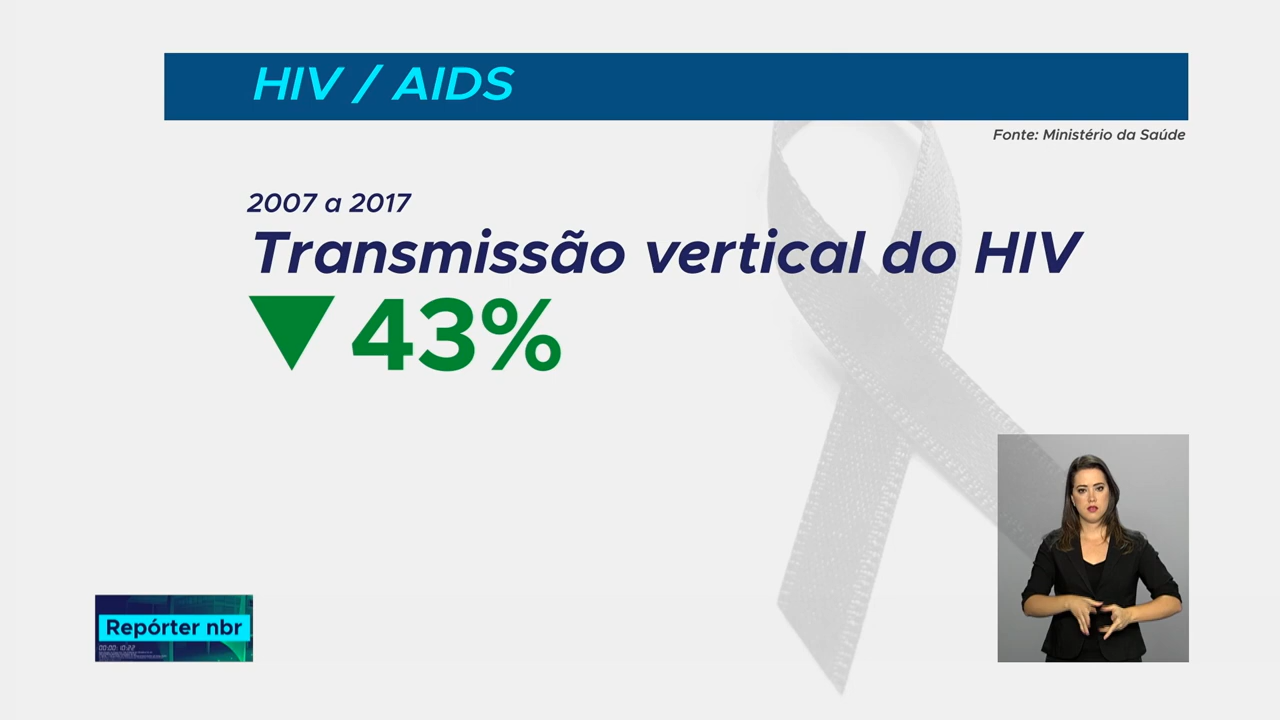 HIV / AIDS
Fonte: Ministério da Saúde
2007 a 2017
Transmissão vertical do HIV
43%
Repórter nbr